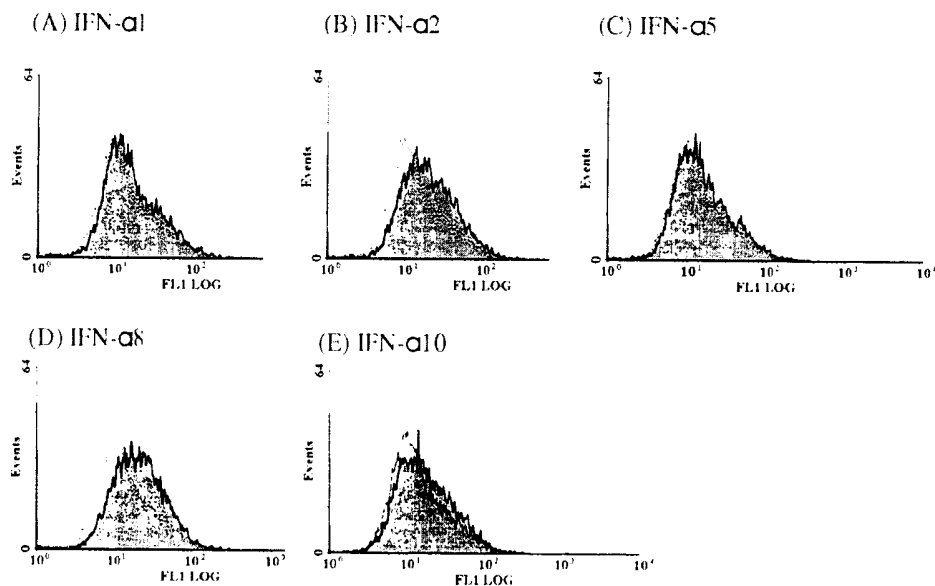 (A) IFN-α1
(B) IFN-α2
(C) IFN-α5
64
Events
0
10⁰ 10¹ 10²
FL1 LOG
64
Events
0
10⁰ 10¹ 10²
FL1 LOG
64
Events
0
10⁰ 10¹ 10² 10³ 10⁴
FL1 LOG
(D) IFN-α8
(E) IFN-α10
64
Events
0
10⁰ 10¹ 10² 10³
FL1 LOG
64
Events
0
10⁰ 10¹ 10² 10³ 10⁴
FL1 LOG